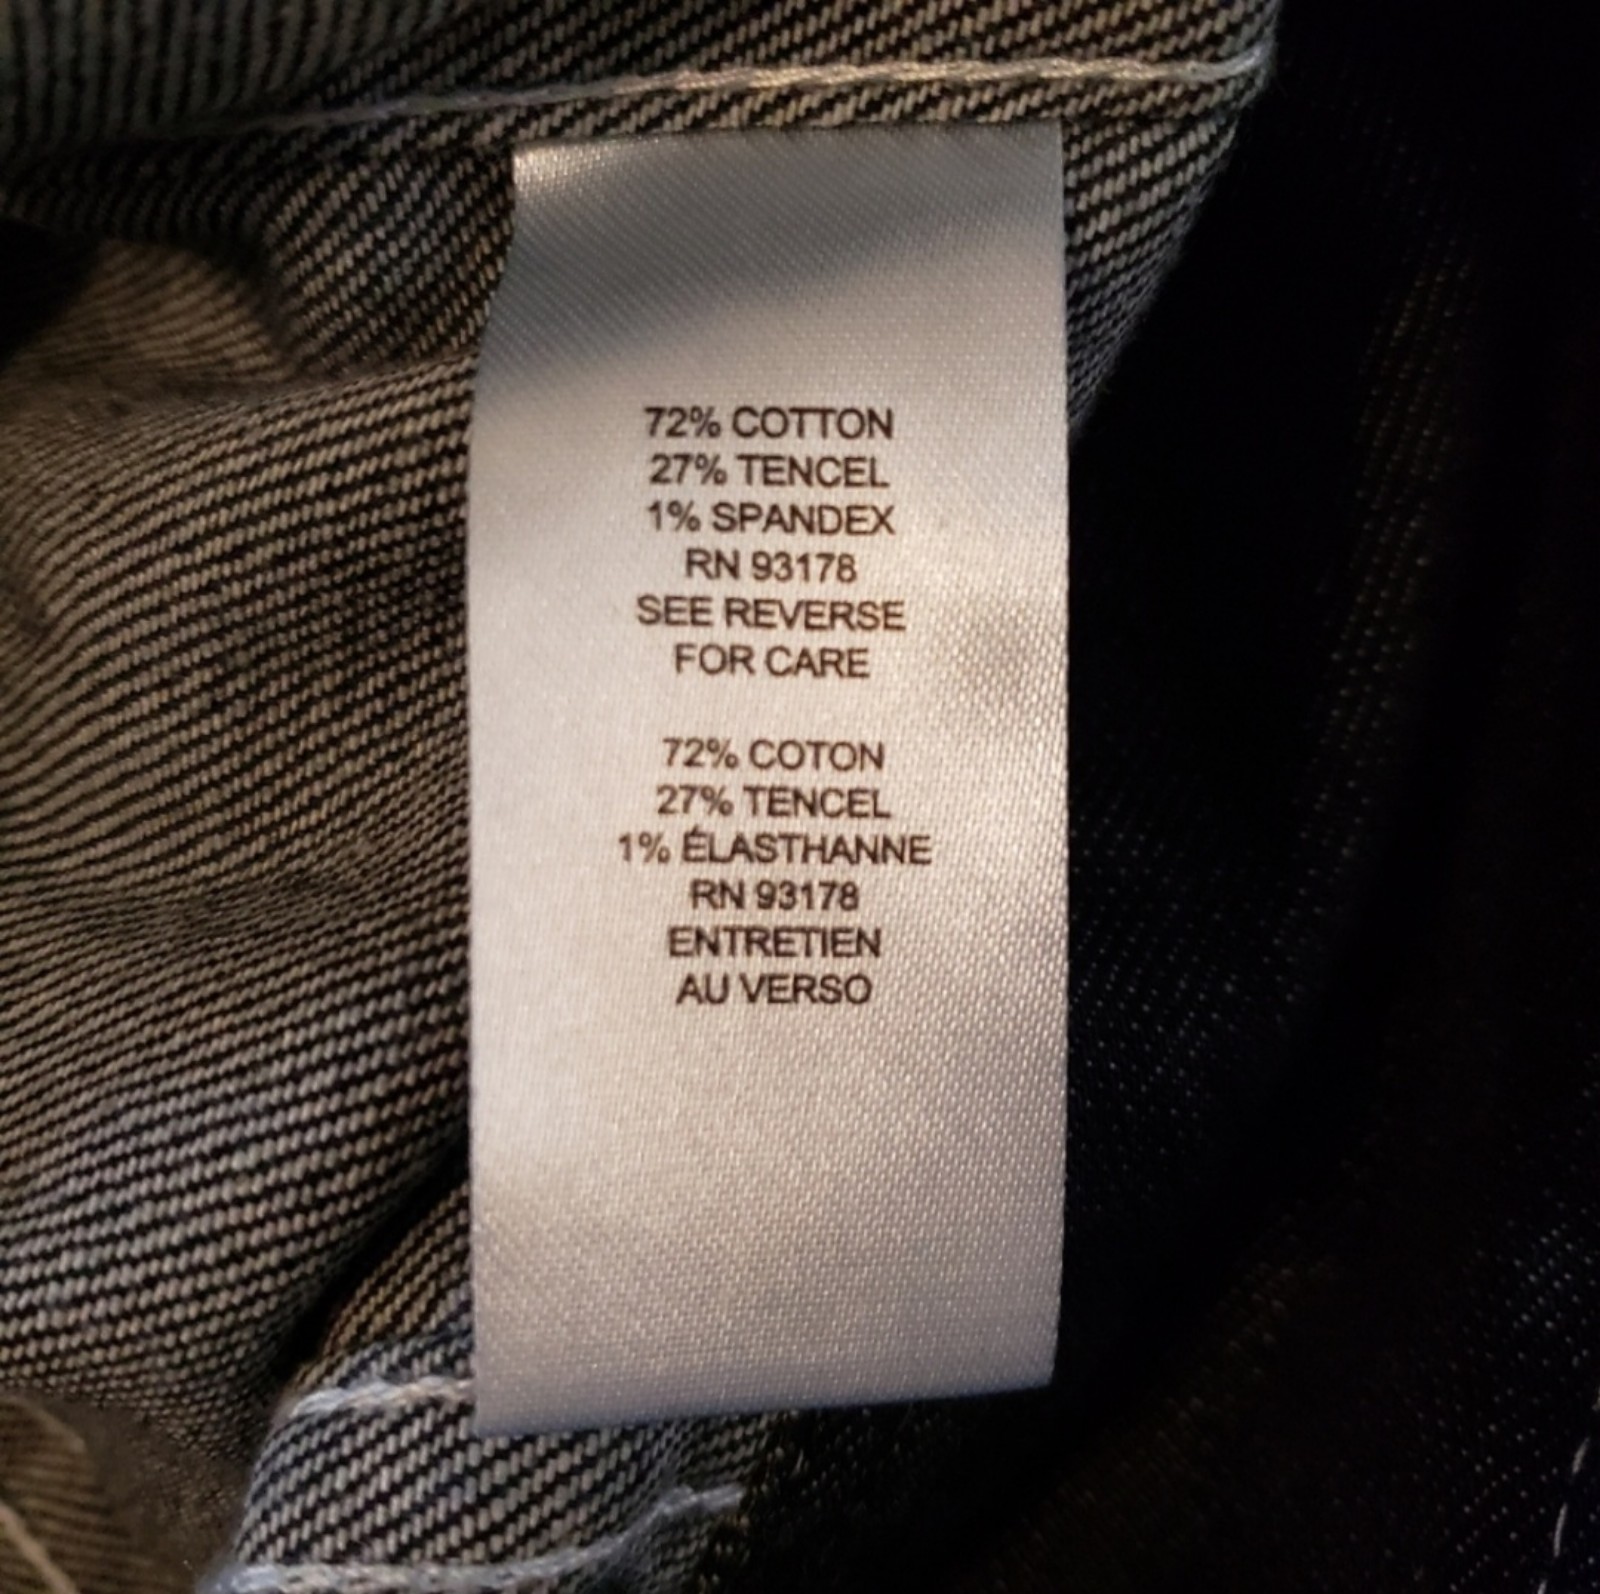 72% COTTON
27% TENCEL
1% SPANDEX
RN 93178
SEE REVERSE
FOR CARE
72% COTON
27% TENCEL
1% ÉLASTHANNE
RN 93178
ENTRETIEN
AU VERSO